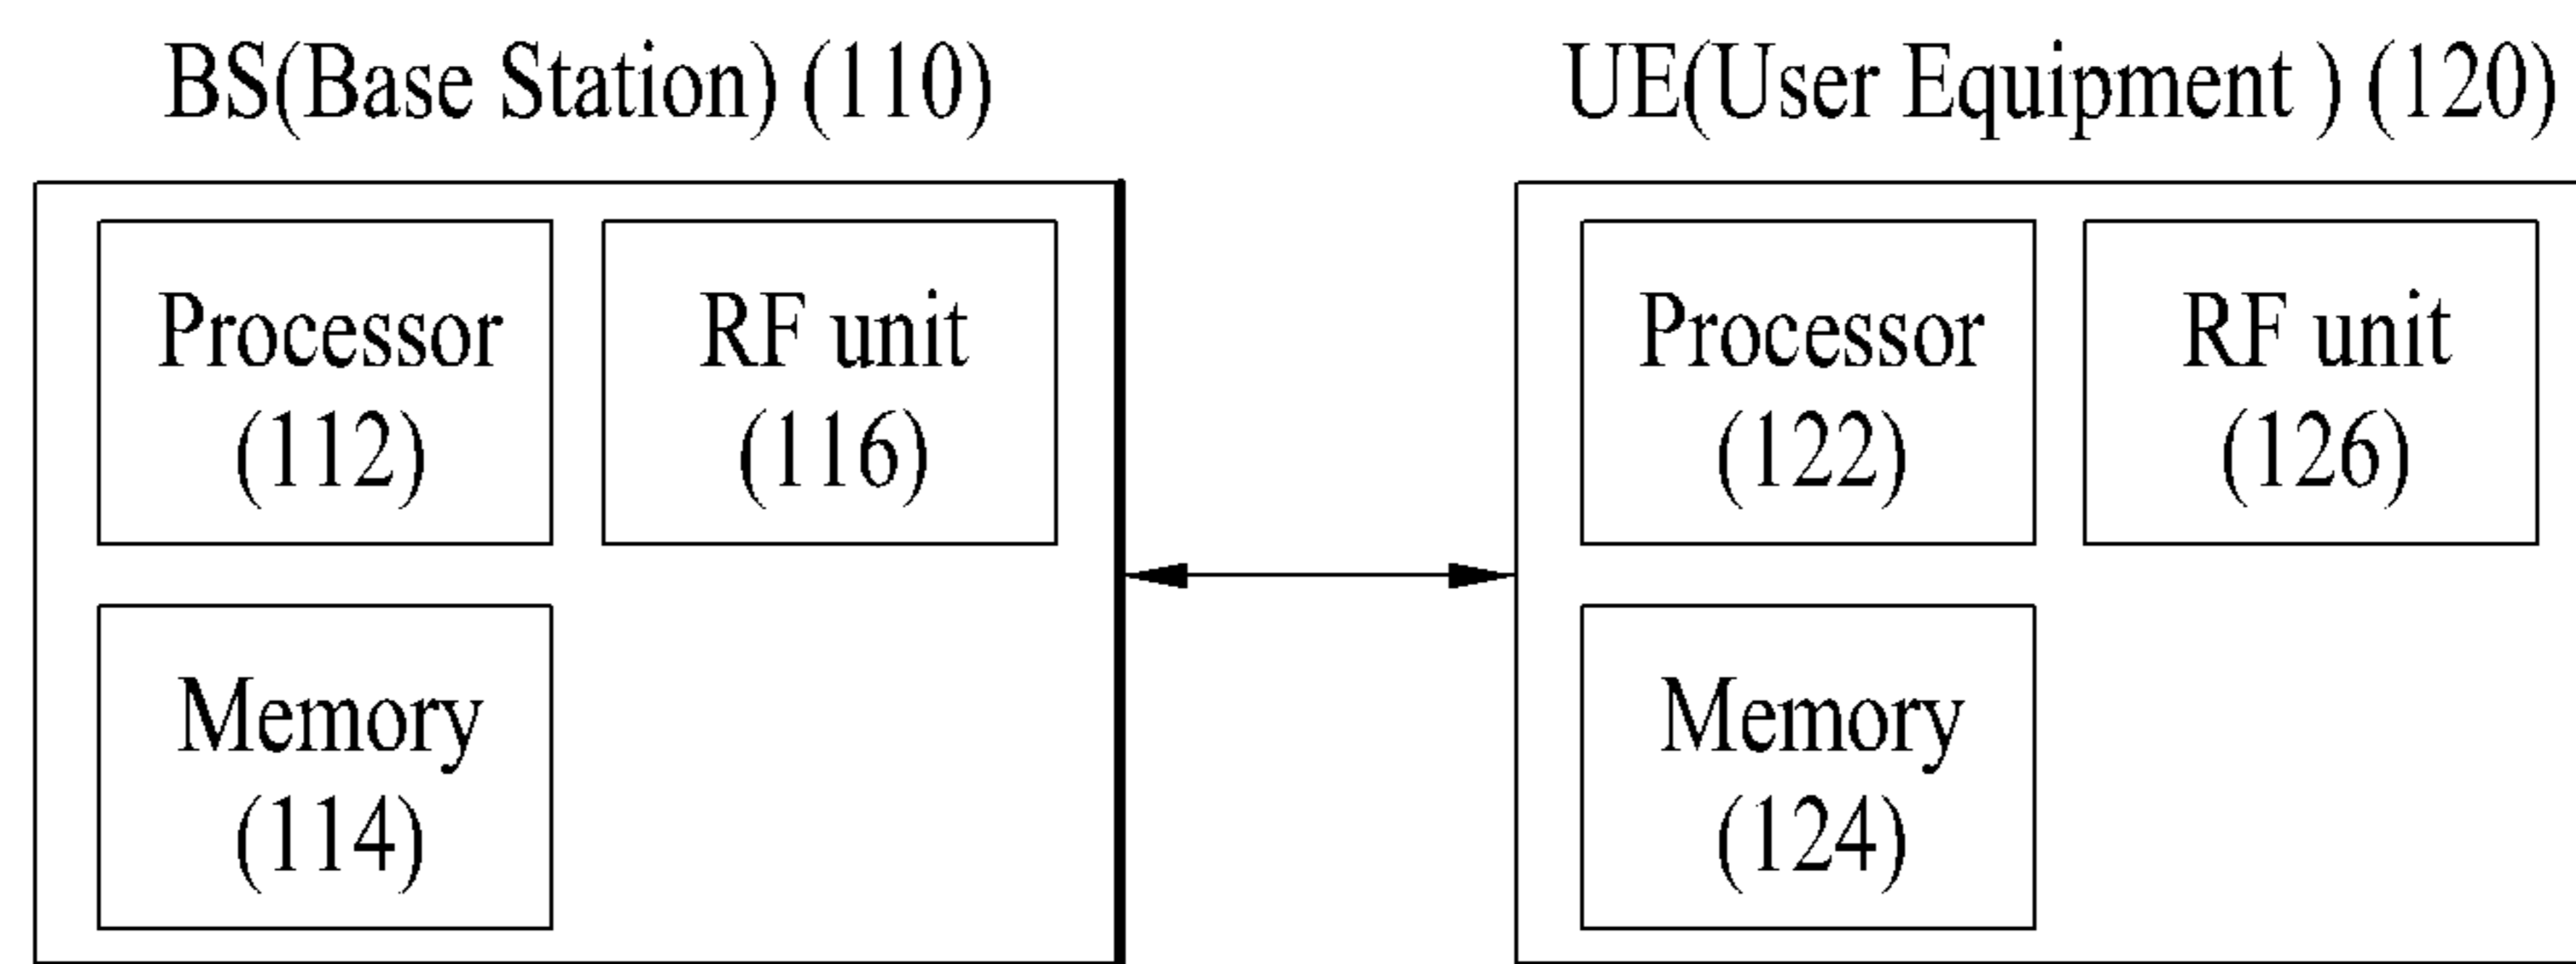 BS(Base Station) (110)
UE(User Equipment ) (120)
Processor
(112)
RF unit
(116)
Memory
(114)
Processor
(122)
RF unit
(126)
Memory
(124)